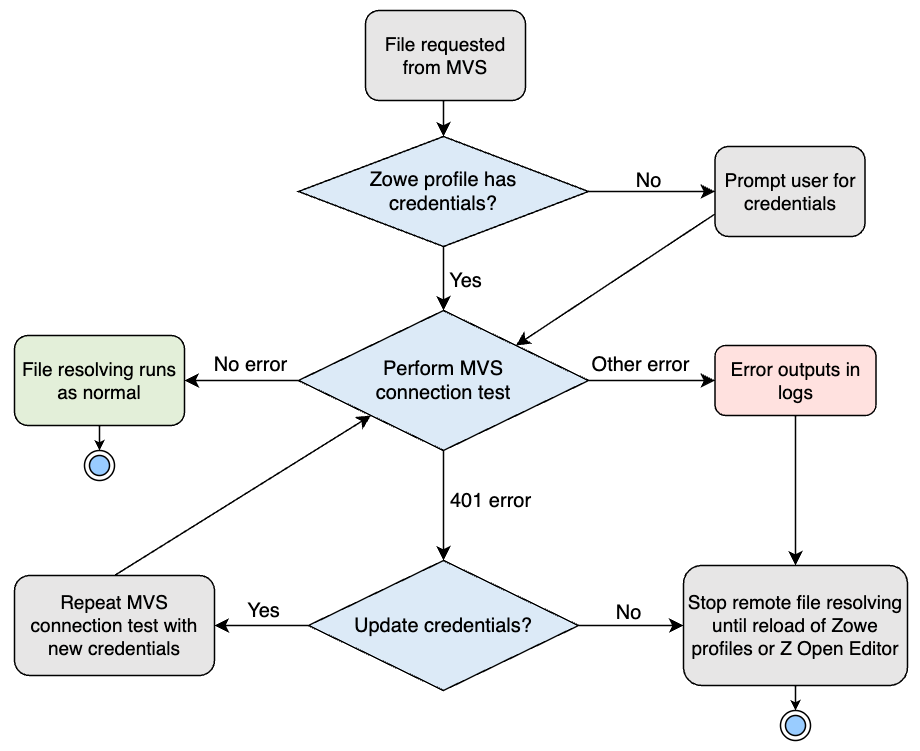 File requested
from MVS
Zowe profile has
credentials?
No
Prompt user for
credentials
Yes
File resolving runs
as normal
No error
Perform MVS
connection test
Other error
Error outputs in
logs
401 error
Repeat MVS
connection test with
new credentials
Yes
Update credentials?
No
Stop remote file resolving
until reload of Zowe
profiles or Z Open Editor